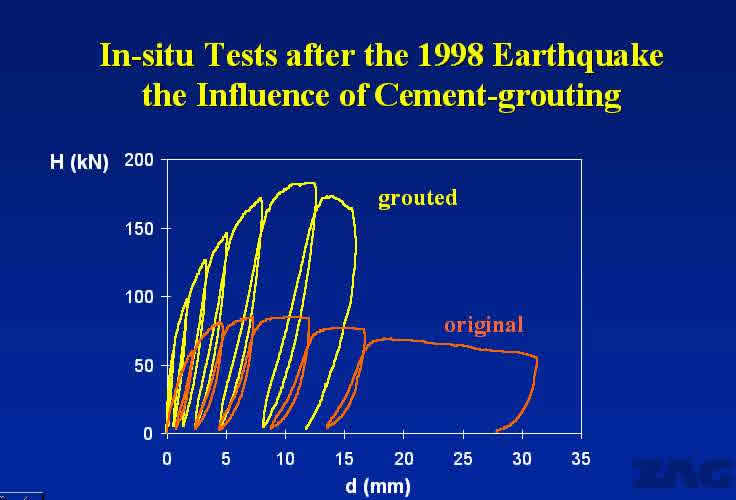 In-situ Tests after the 1998 Earthquake
the Influence of Cement-grouting
H (kN)
200
150
100
50
0
grouted
original
0 5 10 15 20 25 30 35
d (mm)
ZAG